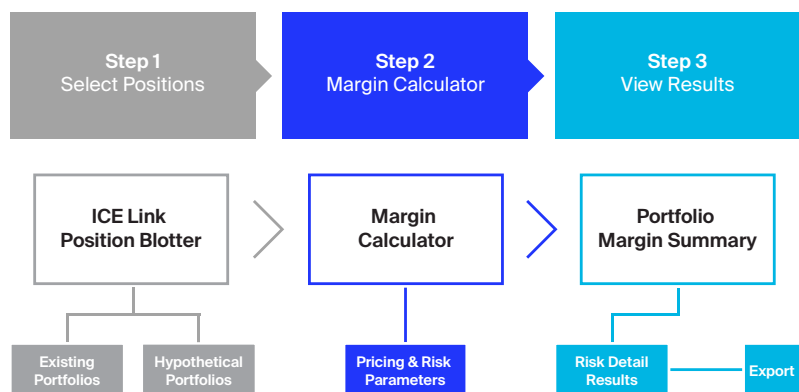 Step 1
Select Positions
Step 2
Margin Calculator
Step 3
View Results
ICE Link
Position Blotter
Margin
Calculator
Portfolio
Margin Summary
Existing
Portfolios
Hypothetical
Portfolios
Pricing & Risk
Parameters
Risk Detail
Results
Export